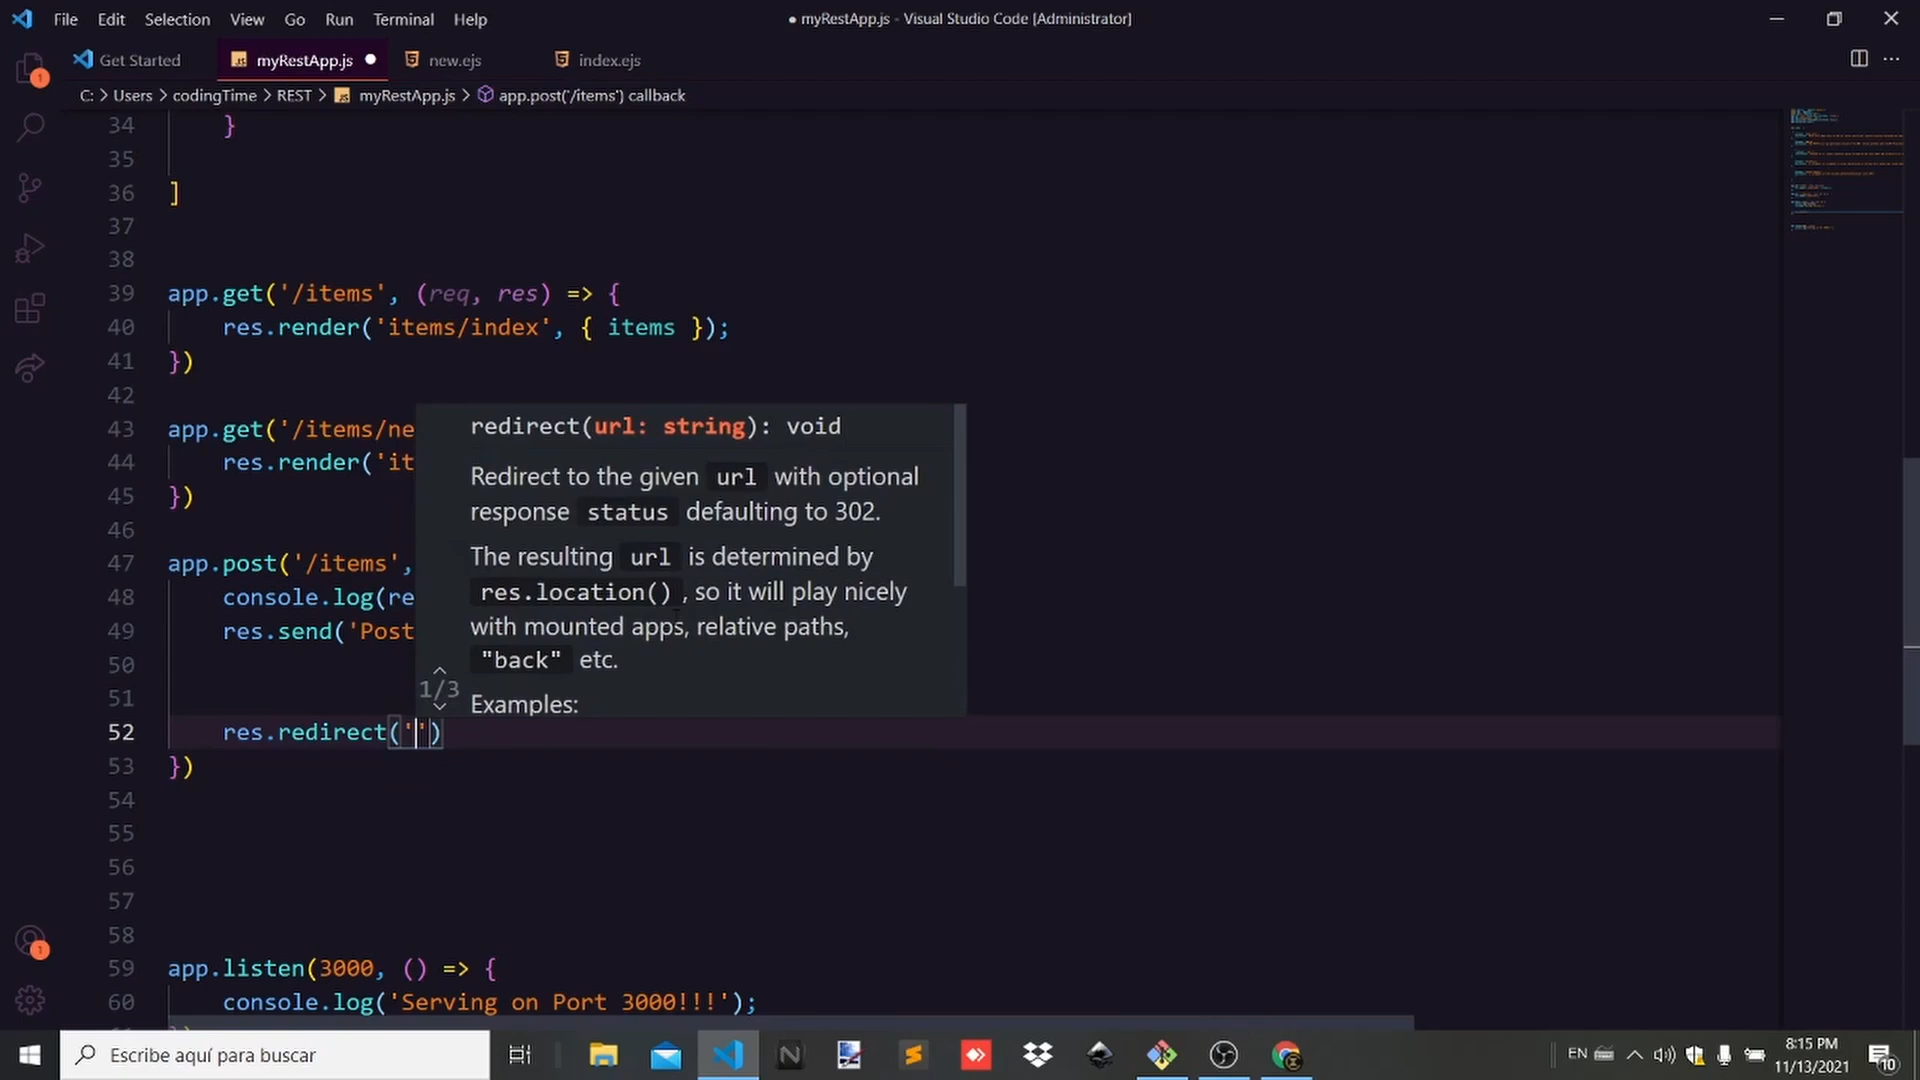 File Edit Selection View Go Run Terminal Help
● myRestApp.js - Visual Studio Code [Administrator]
Get Started myRestApp.js new.ejs index.ejs
C: > Users > codingTime > REST > myRestApp.js > app.post('/items') callback
34 }
35
36 ]
37
38
39 app.get('/items', (req, res) => {
40 res.render('items/index', { items });
41 })
42
43 app.get('/items/ne
44 res.render('it
45 })
46
47 app.post('/items',
48 console.log(re
49 res.send('Post
50
51
52 res.redirect('')
53 })
54
55
56
57
58
59 app.listen(3000, () => {
60 console.log('Serving on Port 3000!!!');
redirect(url: string): void
Redirect to the given url with optional
response status defaulting to 302.
The resulting url is determined by
res.location() , so it will play nicely
with mounted apps, relative paths,
"back" etc.
1/3
Examples:
1
1
Escribe aquí para buscar
EN
8:15 PM
11/13/2021
10